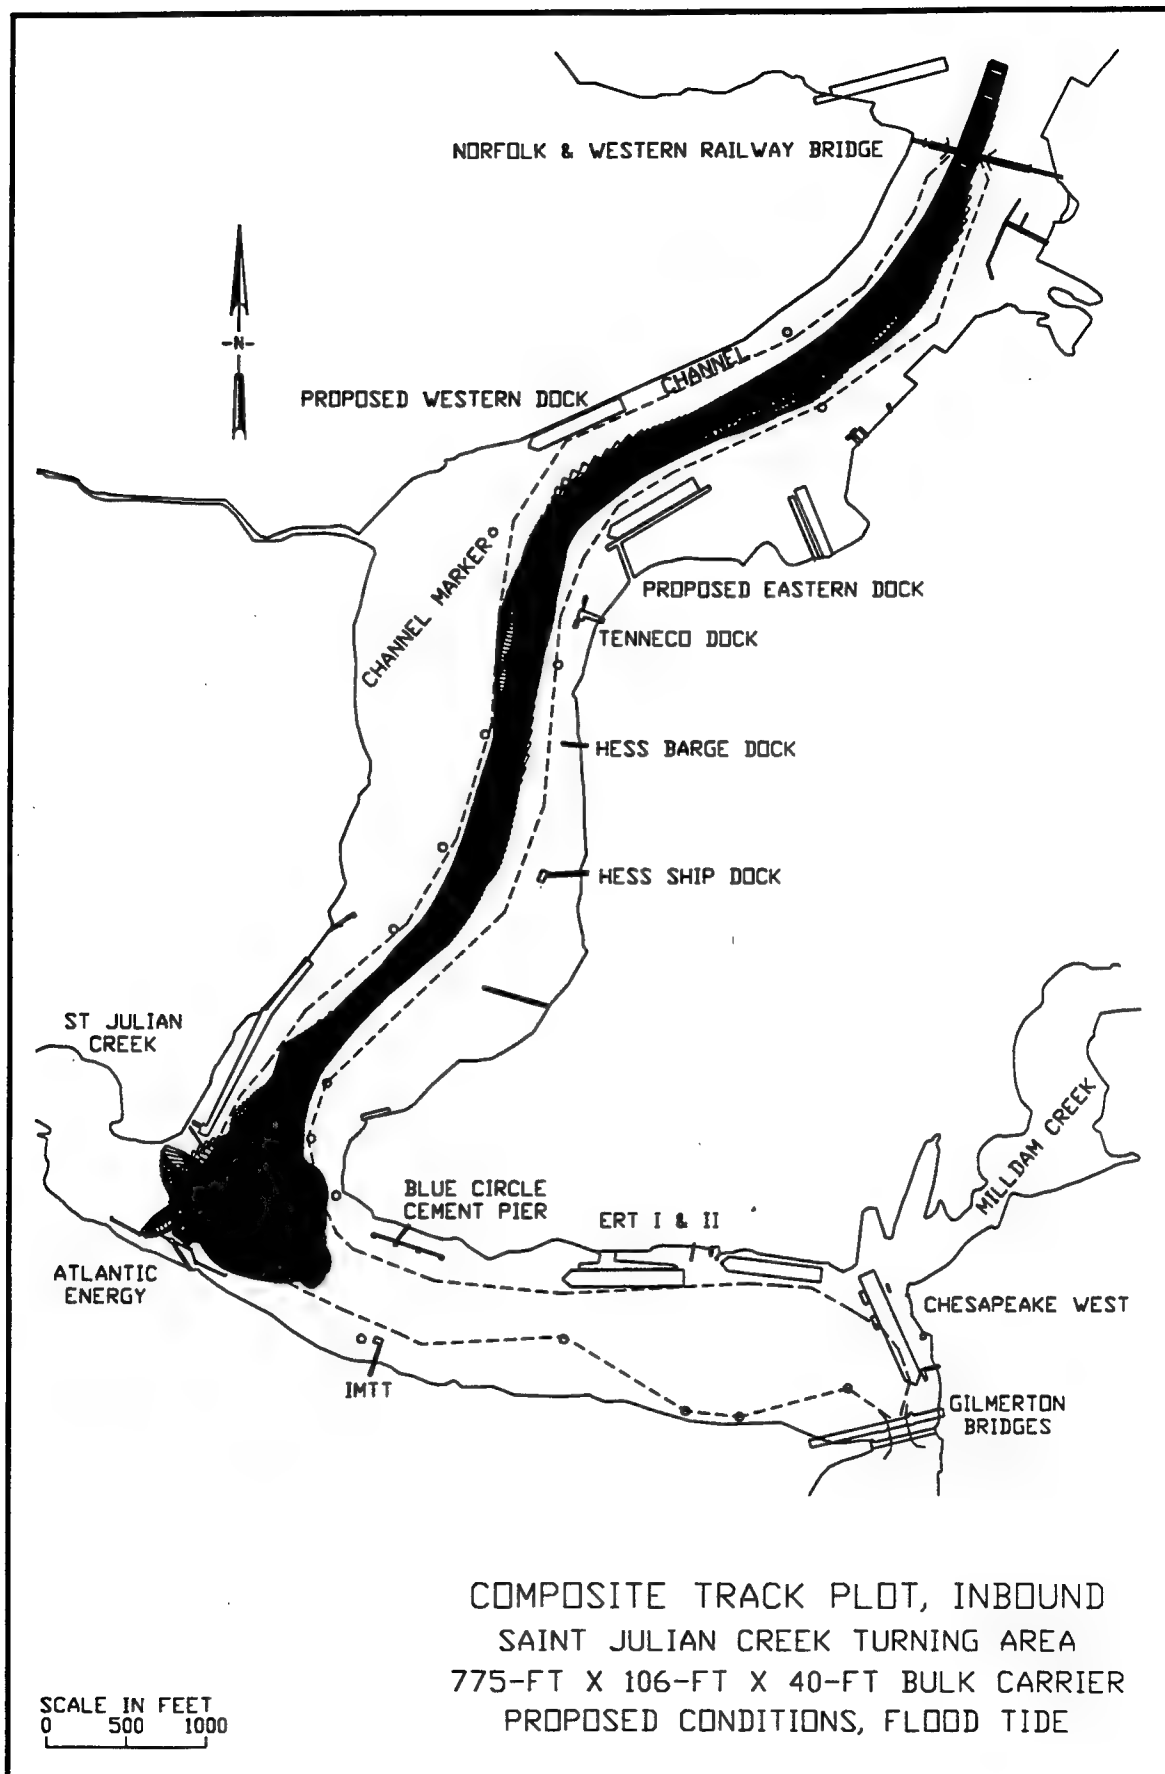 NORFOLK & WESTERN RAILWAY BRIDGE
-N-
CHANNEL
PROPOSED WESTERN DOCK
CHANNEL MARKER
PROPOSED EASTERN DOCK
TENNECO DOCK
HESS BARGE DOCK
HESS SHIP DOCK
ST JULIAN
CREEK
MILLDAM CREEK
BLUE CIRCLE
CEMENT PIER
ERT I & II
ATLANTIC
ENERGY
CHESAPEAKE WEST
IMTT
GILMERTON
BRIDGES
COMPOSITE TRACK PLOT, INBOUND
SAINT JULIAN CREEK TURNING AREA
775-FT X 106-FT X 40-FT BULK CARRIER
PROPOSED CONDITIONS, FLOOD TIDE
SCALE IN FEET
0 500 1000